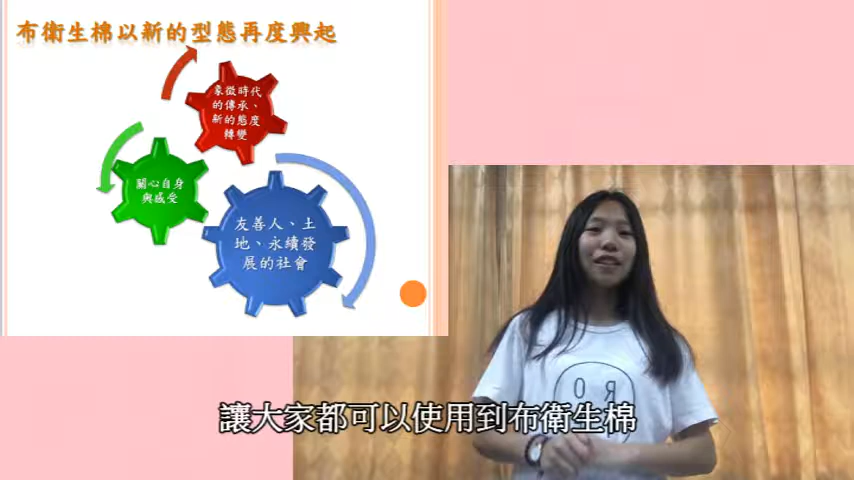 布衛生棉以新的型態再度興起
象徵時代
的傳承、
新的態度
轉變
關心自身
與感受
友善人、土
地、永續發
展的社會
讓大家都可以使用到布衛生棉